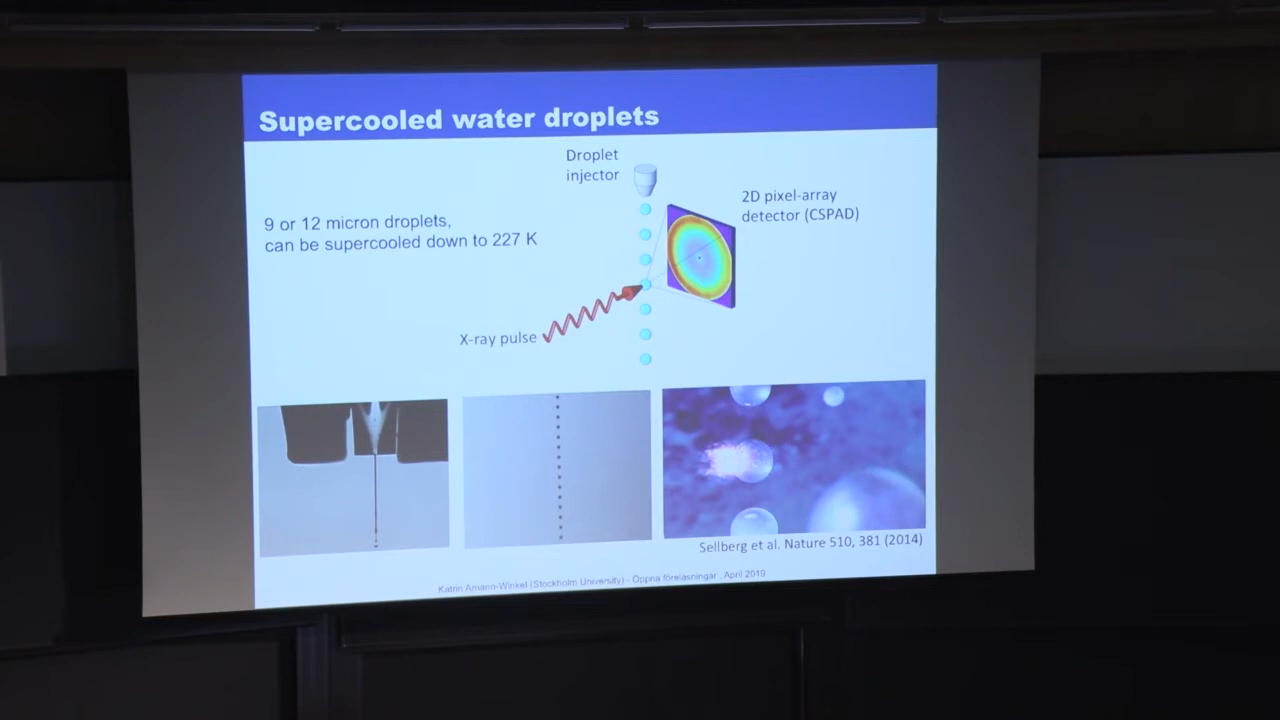 Supercooled water droplets
Droplet
injector
2D pixel-array
detector (CSPAD)
9 or 12 micron droplets,
can be supercooled down to 227 K
X-ray pulse
Sellberg et al. Nature 510, 381 (2014)
Katrin Amann-Winkel (Stockholm University) - Öppna föreläsningar , April 2019